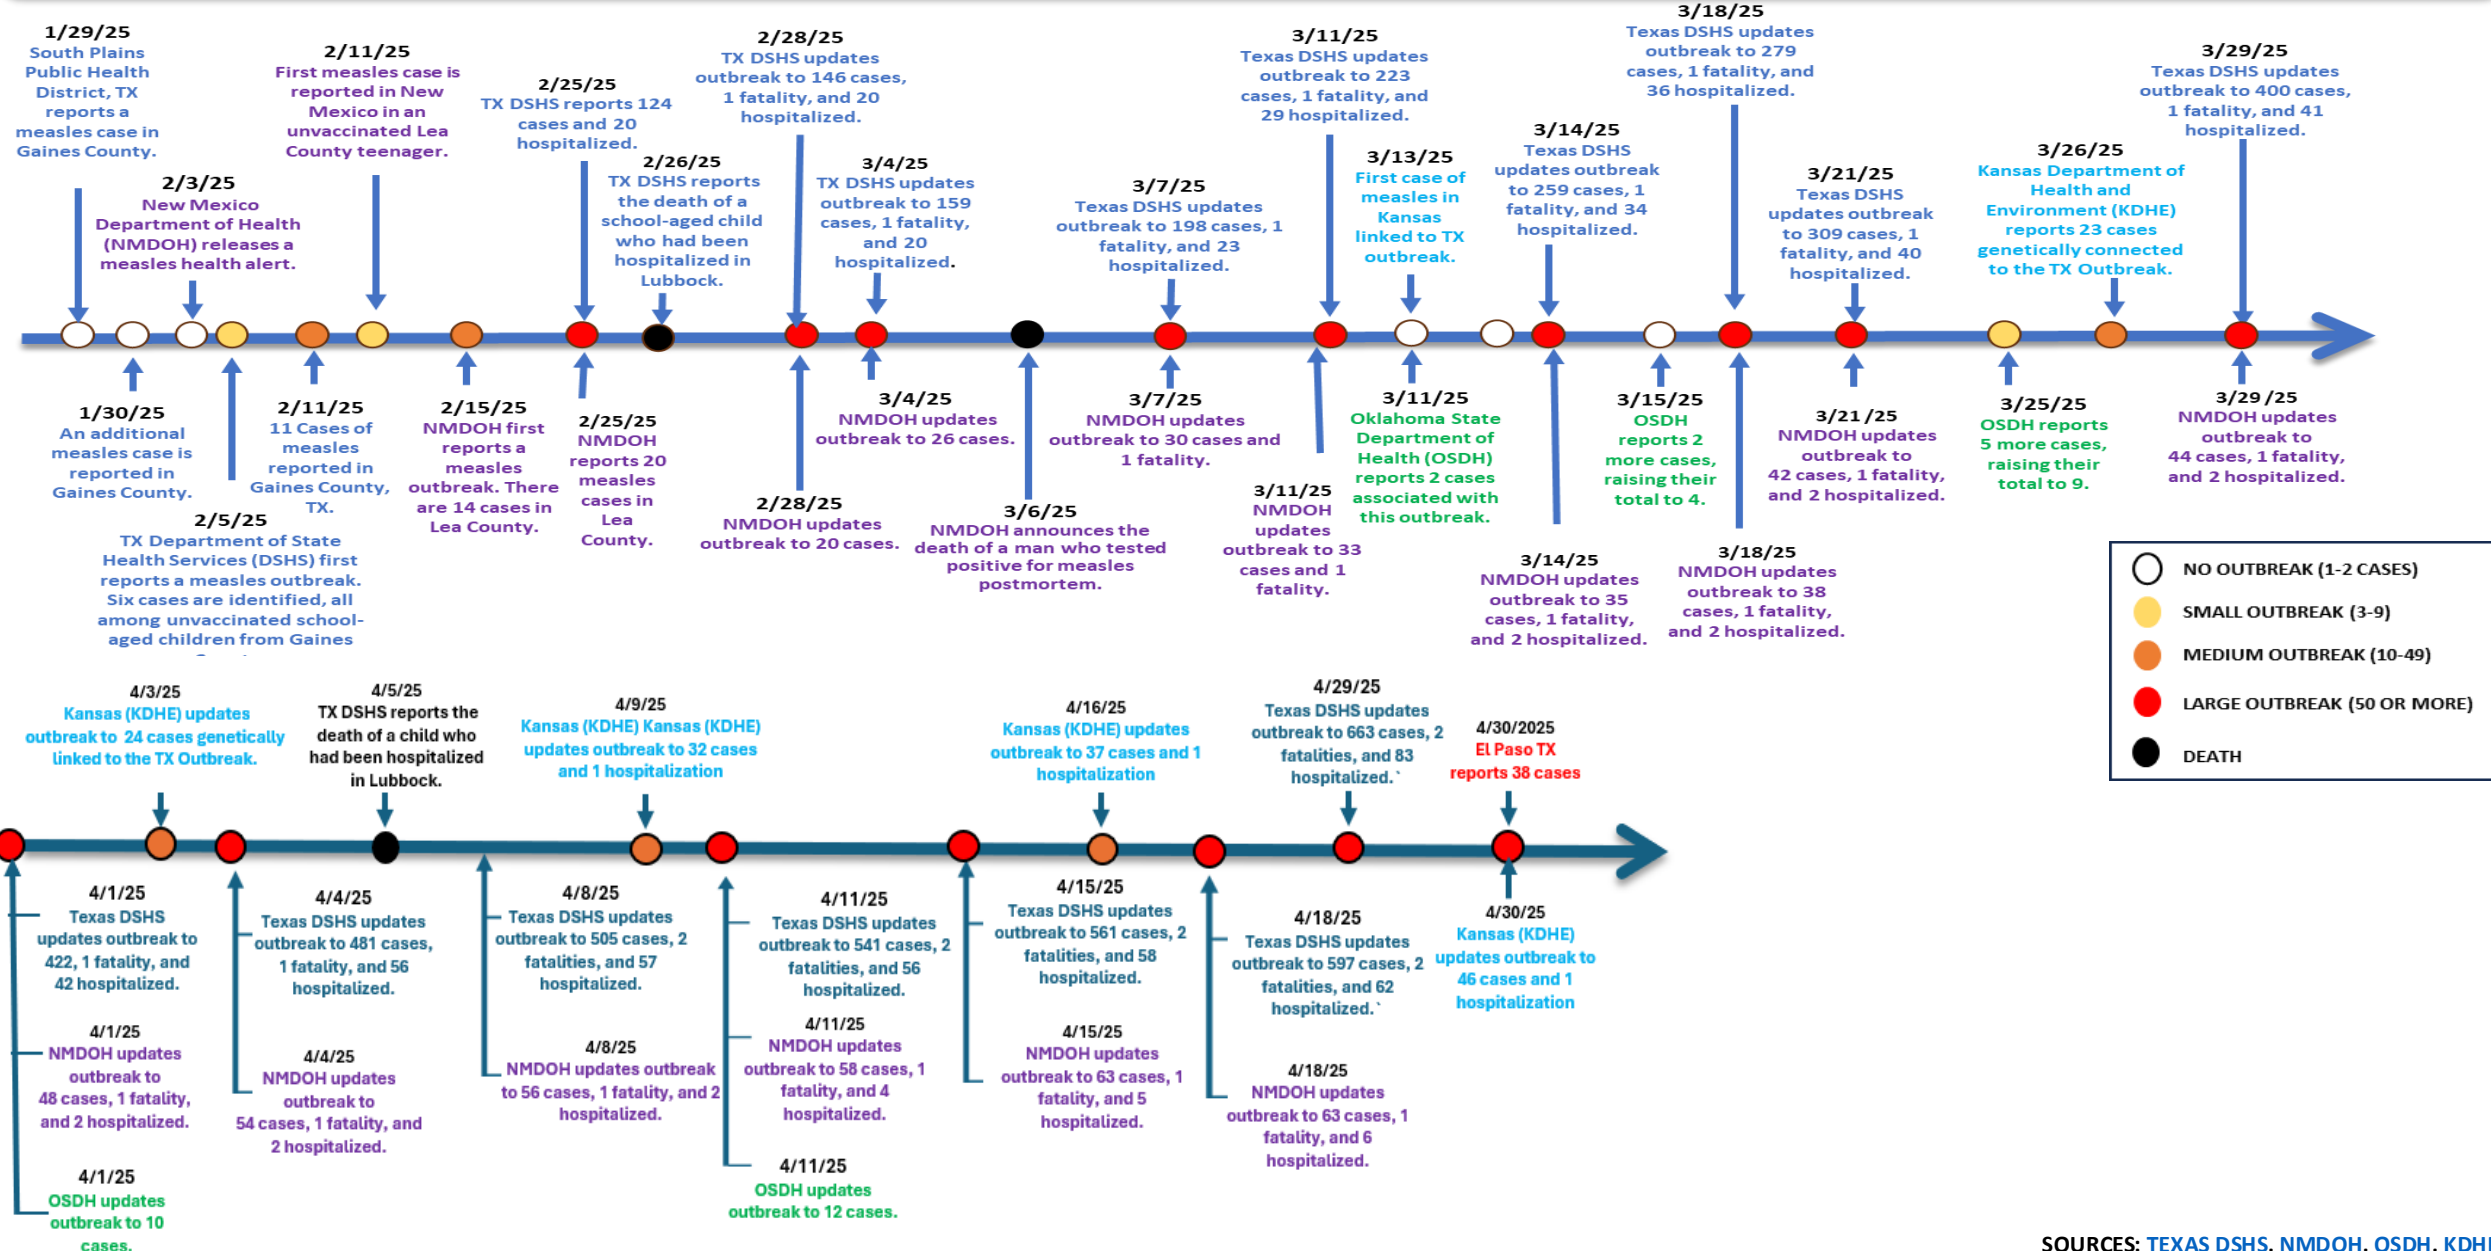 1/29/25
South Plains
Public Health
District, TX
reports a
measles case in
Gaines County.
2/3/25
New Mexico
Department of Health
(NMDOH) releases a
measles health alert.
2/11/25
First measles case is
reported in New
Mexico in an
unvaccinated Lea
County teenager.
2/25/25
TX DSHS reports 124
cases and 20
hospitalized.
2/26/25
TX DSHS reports
the death of a
school-aged child
who had been
hospitalized in
Lubbock.
2/28/25
TX DSHS updates
outbreak to 146 cases,
1 fatality, and 20
hospitalized.
3/4/25
TX DSHS updates
outbreak to 159
cases, 1 fatality,
and 20
hospitalized.
3/7/25
Texas DSHS updates
outbreak to 198 cases, 1
fatality, and 23
hospitalized.
3/11/25
Texas DSHS updates
outbreak to 223
cases, 1 fatality, and
29 hospitalized.
3/13/25
First case of
measles in
Kansas
linked to TX
outbreak.
3/14/25
Texas DSHS
updates outbreak
to 259 cases, 1
fatality, and 34
hospitalized.
3/18/25
Texas DSHS updates
outbreak to 279
cases, 1 fatality, and
36 hospitalized.
3/21/25
Texas DSHS
updates outbreak
to 309 cases, 1
fatality, and 40
hospitalized.
3/26/25
Kansas Department of
Health and
Environment (KDHE)
reports 23 cases
genetically connected
to the TX Outbreak.
3/29/25
Texas DSHS updates
outbreak to 400 cases,
1 fatality, and 41
hospitalized.
1/30/25
An additional
measles case is
reported in
Gaines County.
2/5/25
TX Department of State
Health Services (DSHS) first
reports a measles outbreak.
Six cases are identified, all
among unvaccinated school-
aged children from Gaines
2/11/25
11 Cases of
measles
reported in
Gaines County,
TX.
2/15/25
NMDOH first
reports a
measles
outbreak. There
are 14 cases in
Lea County.
2/25/25
NMDOH
reports 20
measles
cases in
Lea
County.
2/28/25
NMDOH updates
outbreak to 20 cases.
3/4/25
NMDOH updates
outbreak to 26 cases.
3/6/25
NMDOH announces the
death of a man who tested
positive for measles
postmortem.
3/7/25
NMDOH updates
outbreak to 30 cases and
1 fatality.
3/11/25
NMDOH
updates
outbreak to 33
cases and 1
fatality.
3/11/25
Oklahoma State
Department of
Health (OSDH)
reports 2 cases
associated with
this outbreak.
3/14/25
NMDOH updates
outbreak to 35
cases, 1 fatality,
and 2 hospitalized.
3/15/25
OSDH
reports 2
more cases,
raising their
total to 4.
3/18/25
NMDOH updates
outbreak to 38
cases, 1 fatality,
and 2 hospitalized.
3/21/25
NMDOH updates
outbreak to
42 cases, 1 fatality,
and 2 hospitalized.
3/25/25
OSDH reports
5 more cases,
raising their
total to 9.
3/29/25
NMDOH updates
outbreak to
44 cases, 1 fatality,
and 2 hospitalized.
NO OUTBREAK (1-2 CASES)
SMALL OUTBREAK (3-9)
MEDIUM OUTBREAK (10-49)
LARGE OUTBREAK (50 OR MORE)
DEATH
4/3/25
Kansas (KDHE) updates
outbreak to 24 cases genetically
linked to the TX Outbreak.
4/5/25
TX DSHS reports the
death of a child who
had been hospitalized
in Lubbock.
4/9/25
Kansas (KDHE) Kansas (KDHE)
updates outbreak to 32 cases
and 1 hospitalization
4/16/25
Kansas (KDHE) updates
outbreak to 37 cases and 1
hospitalization
4/29/25
Texas DSHS updates
outbreak to 663 cases, 2
fatalities, and 83
hospitalized.`
4/30/2025
El Paso TX
reports 38 cases
4/1/25
Texas DSHS
updates outbreak to
422, 1 fatality, and
42 hospitalized.
4/1/25
NMDOH updates
outbreak to
48 cases, 1 fatality,
and 2 hospitalized.
4/1/25
OSDH updates
outbreak to 10
cases.
4/4/25
Texas DSHS updates
outbreak to 481 cases,
1 fatality, and 56
hospitalized.
4/4/25
NMDOH updates
outbreak to
54 cases, 1 fatality, and
2 hospitalized.
4/8/25
Texas DSHS updates
outbreak to 505 cases, 2
fatalities, and 57
hospitalized.
4/8/25
NMDOH updates outbreak
to 56 cases, 1 fatality, and 2
hospitalized.
4/11/25
Texas DSHS updates
outbreak to 541 cases, 2
fatalities, and 56
hospitalized.
4/11/25
NMDOH updates
outbreak to 58 cases, 1
fatality, and 4
hospitalized.
4/11/25
OSDH updates
outbreak to 12 cases.
4/15/25
Texas DSHS updates
outbreak to 561 cases, 2
fatalities, and 58
hospitalized.
4/15/25
NMDOH updates
outbreak to 63 cases, 1
fatality, and 5
hospitalized.
4/18/25
Texas DSHS updates
outbreak to 597 cases, 2
fatalities, and 62
hospitalized.`
4/18/25
NMDOH updates
outbreak to 63 cases, 1
fatality, and 6
hospitalized.
4/30/25
Kansas (KDHE)
updates outbreak to
46 cases and 1
hospitalization
SOURCES: TEXAS DSHS, NMDOH, OSDH,